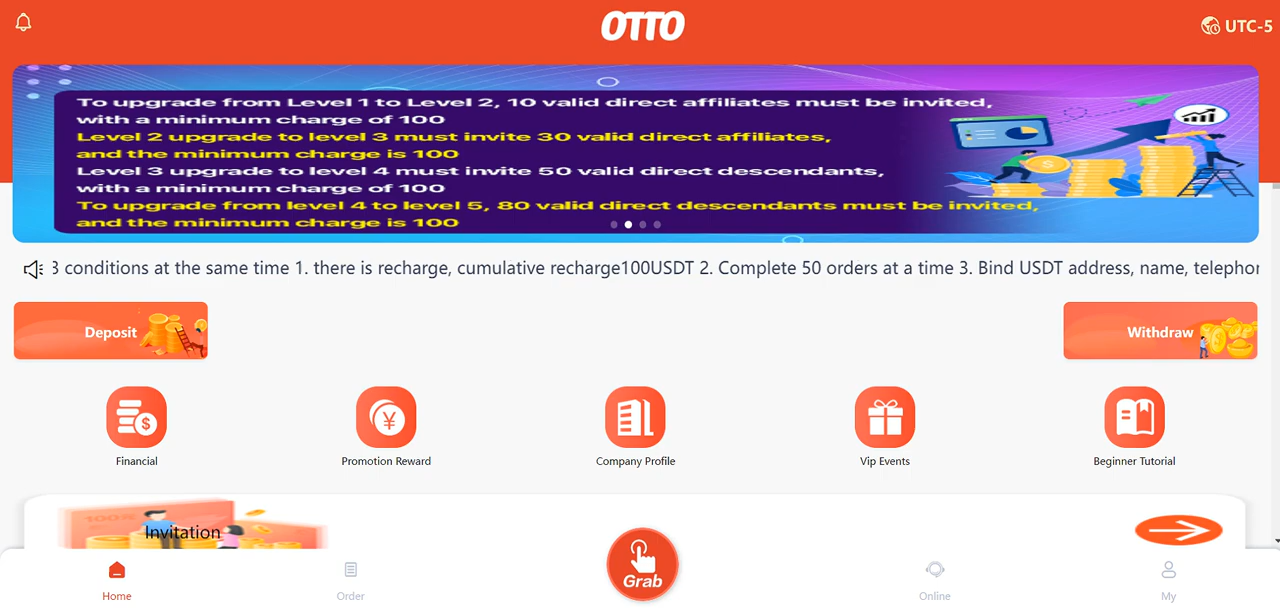 OTTO
UTC-5
To upgrade from Level 1 to Level 2, 10 valid direct affiliates must be invited,
with a minimum charge of 100
Level 2 upgrade to level 3 must invite 30 valid direct affiliates,
and the minimum charge is 100
Level 3 upgrade to level 4 must invite 50 valid direct descendants,
with a minimum charge of 100
To upgrade from level 4 to level 5, 80 valid direct descendants must be invited,
and the minimum charge is 100
3 conditions at the same time 1. there is recharge, cumulative recharge100USDT 2. Complete 50 orders at a time 3. Bind USDT address, name,
Deposit
Withdraw
Financial
Promotion Reward
Company Profile
Vip Events
Beginner Tutorial
Invitation
Grab
Home
Order
Online
My